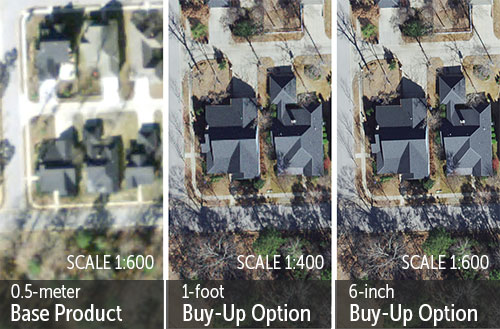 SCALE 1:600
0.5-meter
Base Product
SCALE 1:400
1-foot
Buy-Up Option
SCALE 1:600
6-inch
Buy-Up Option